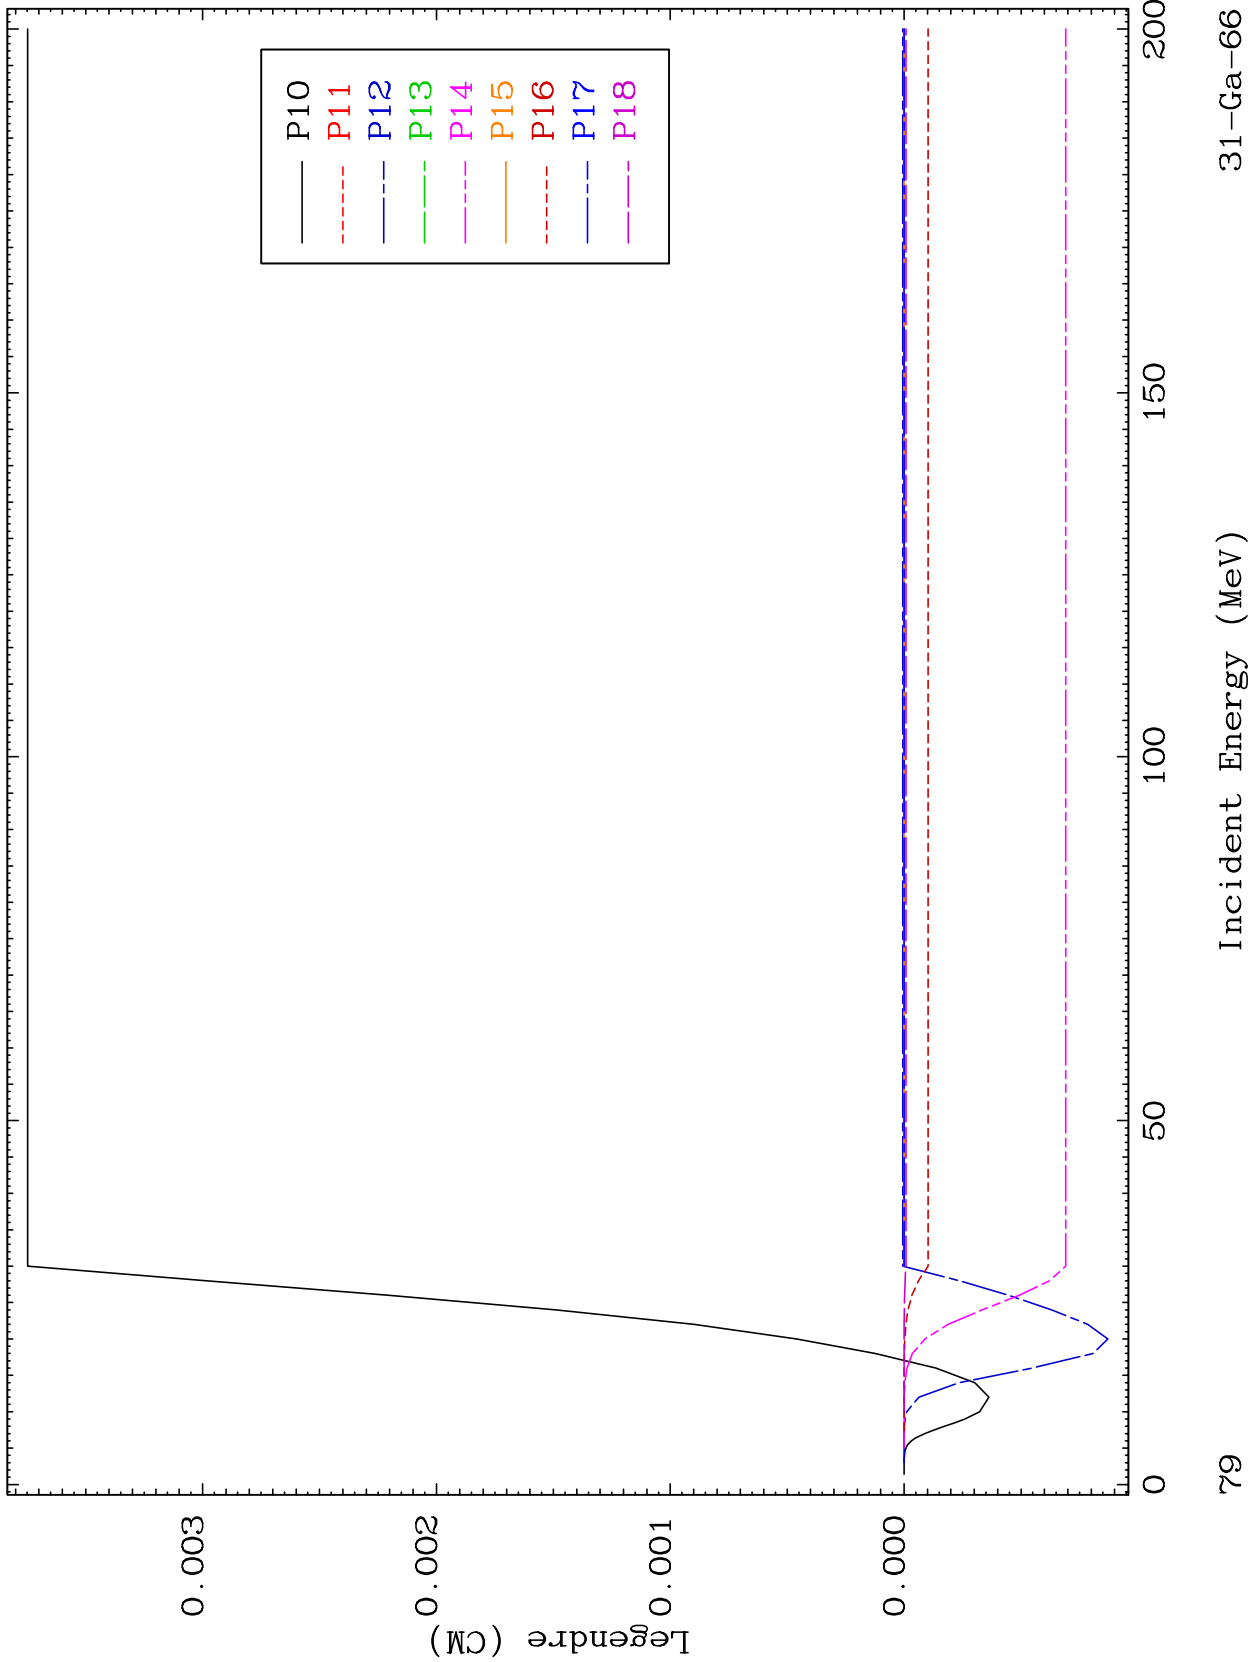 P10
P11
P12
P13
P14
P15
P16
P17
P18
0.003
0.002
0.001
0.000
Legendre (CM)
0
50
100
150
200
79
Incident Energy (MeV)
31-Ga-66